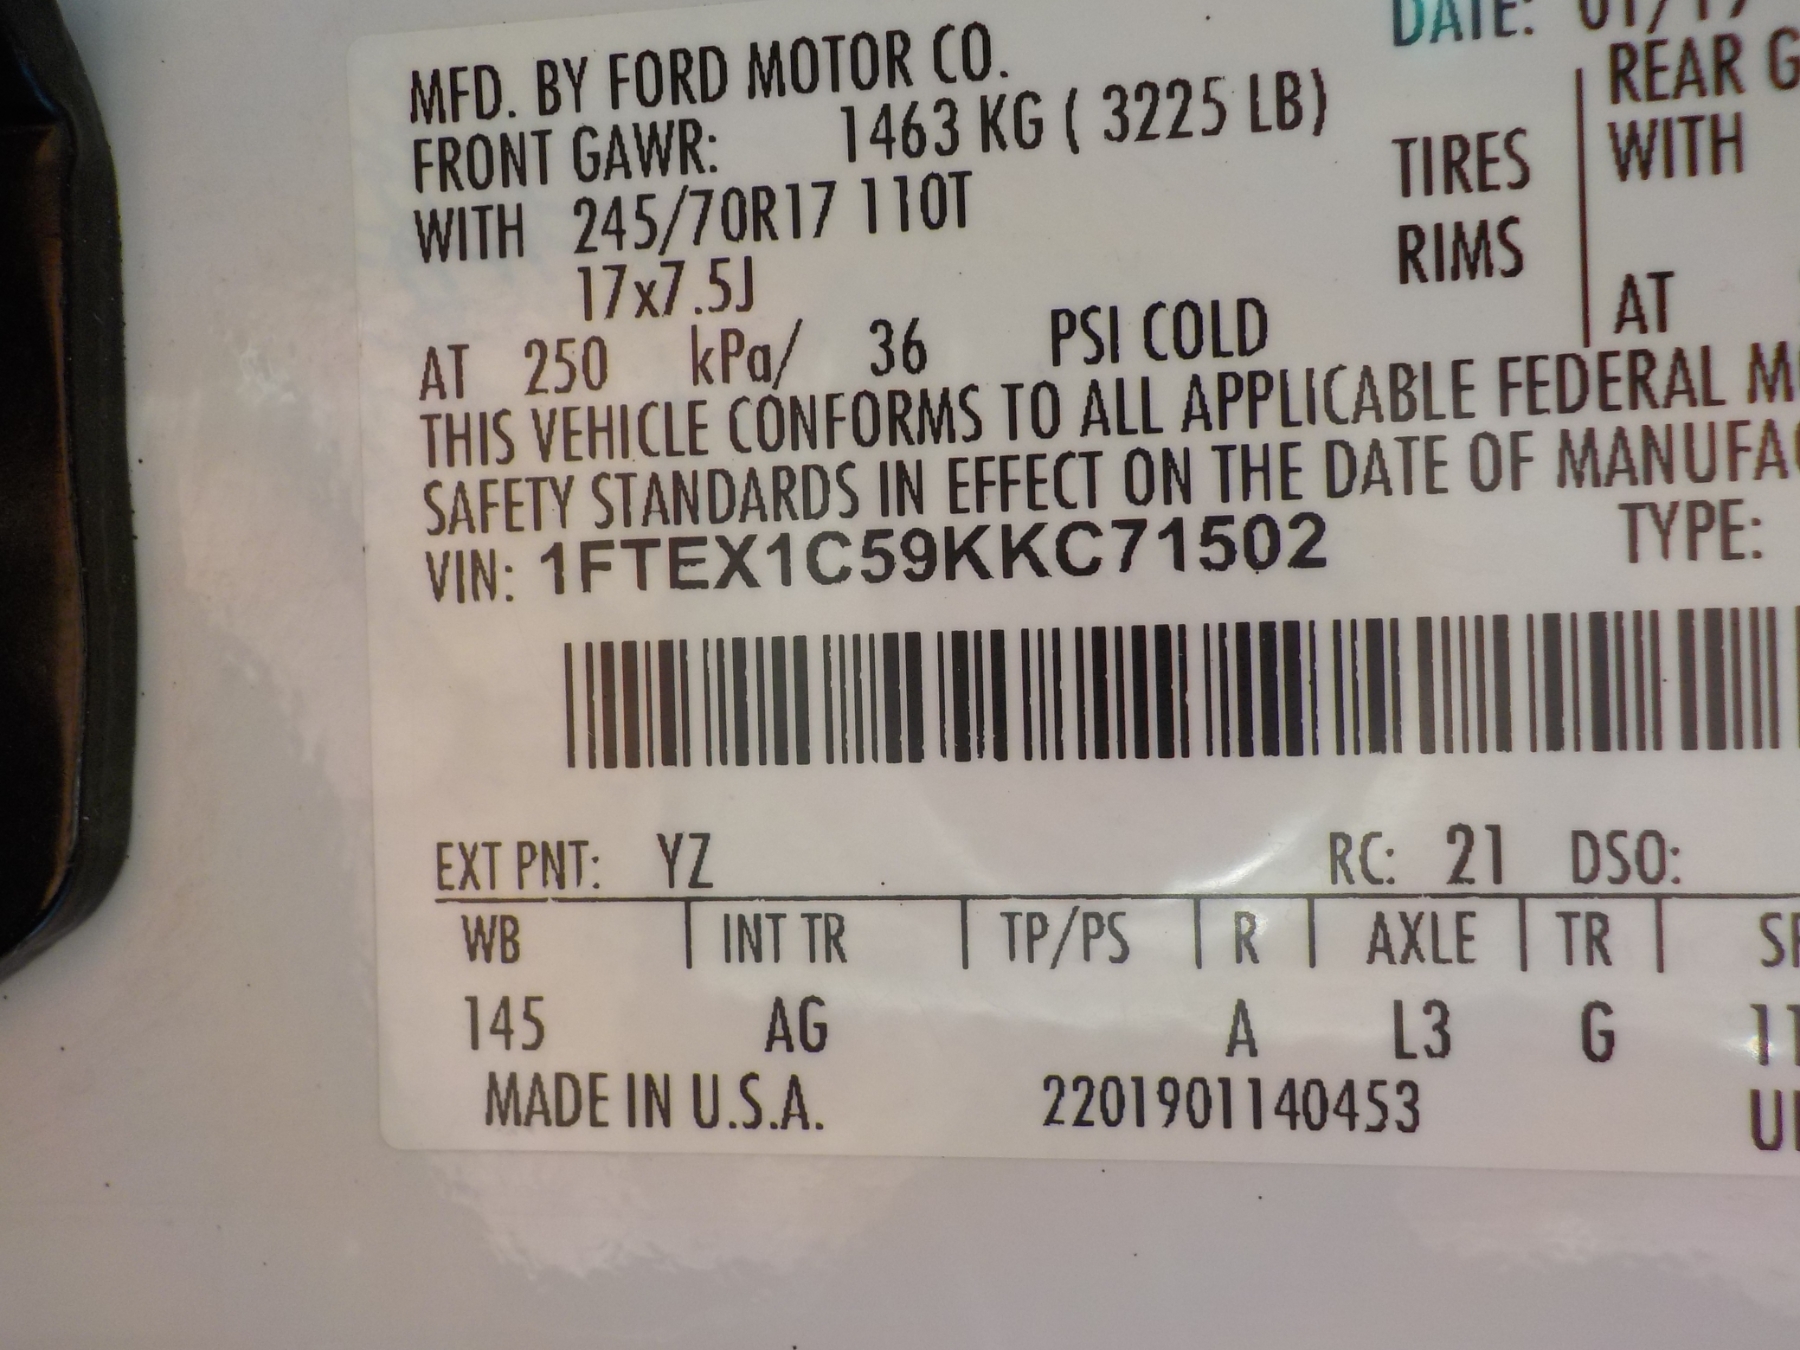 DATE: 01/19
MFD. BY FORD MOTOR CO.
FRONT GAWR: 1463 KG ( 3225 LB)
REAR G
WITH 245/70R17 110T TIRES WITH
17x7.5J RIMS
AT 250 kPa/ 36 PSI COLD AT
THIS VEHICLE CONFORMS TO ALL APPLICABLE FEDERAL M
SAFETY STANDARDS IN EFFECT ON THE DATE OF MANUFA
VIN: 1FTEX1C59KKC71502 TYPE:
EXT PNT: YZ RC: 21 DSO:
WB | INT TR | TP/PS | R | AXLE | TR |
145 AG A L3 G
MADE IN U.S.A. 2201901140453